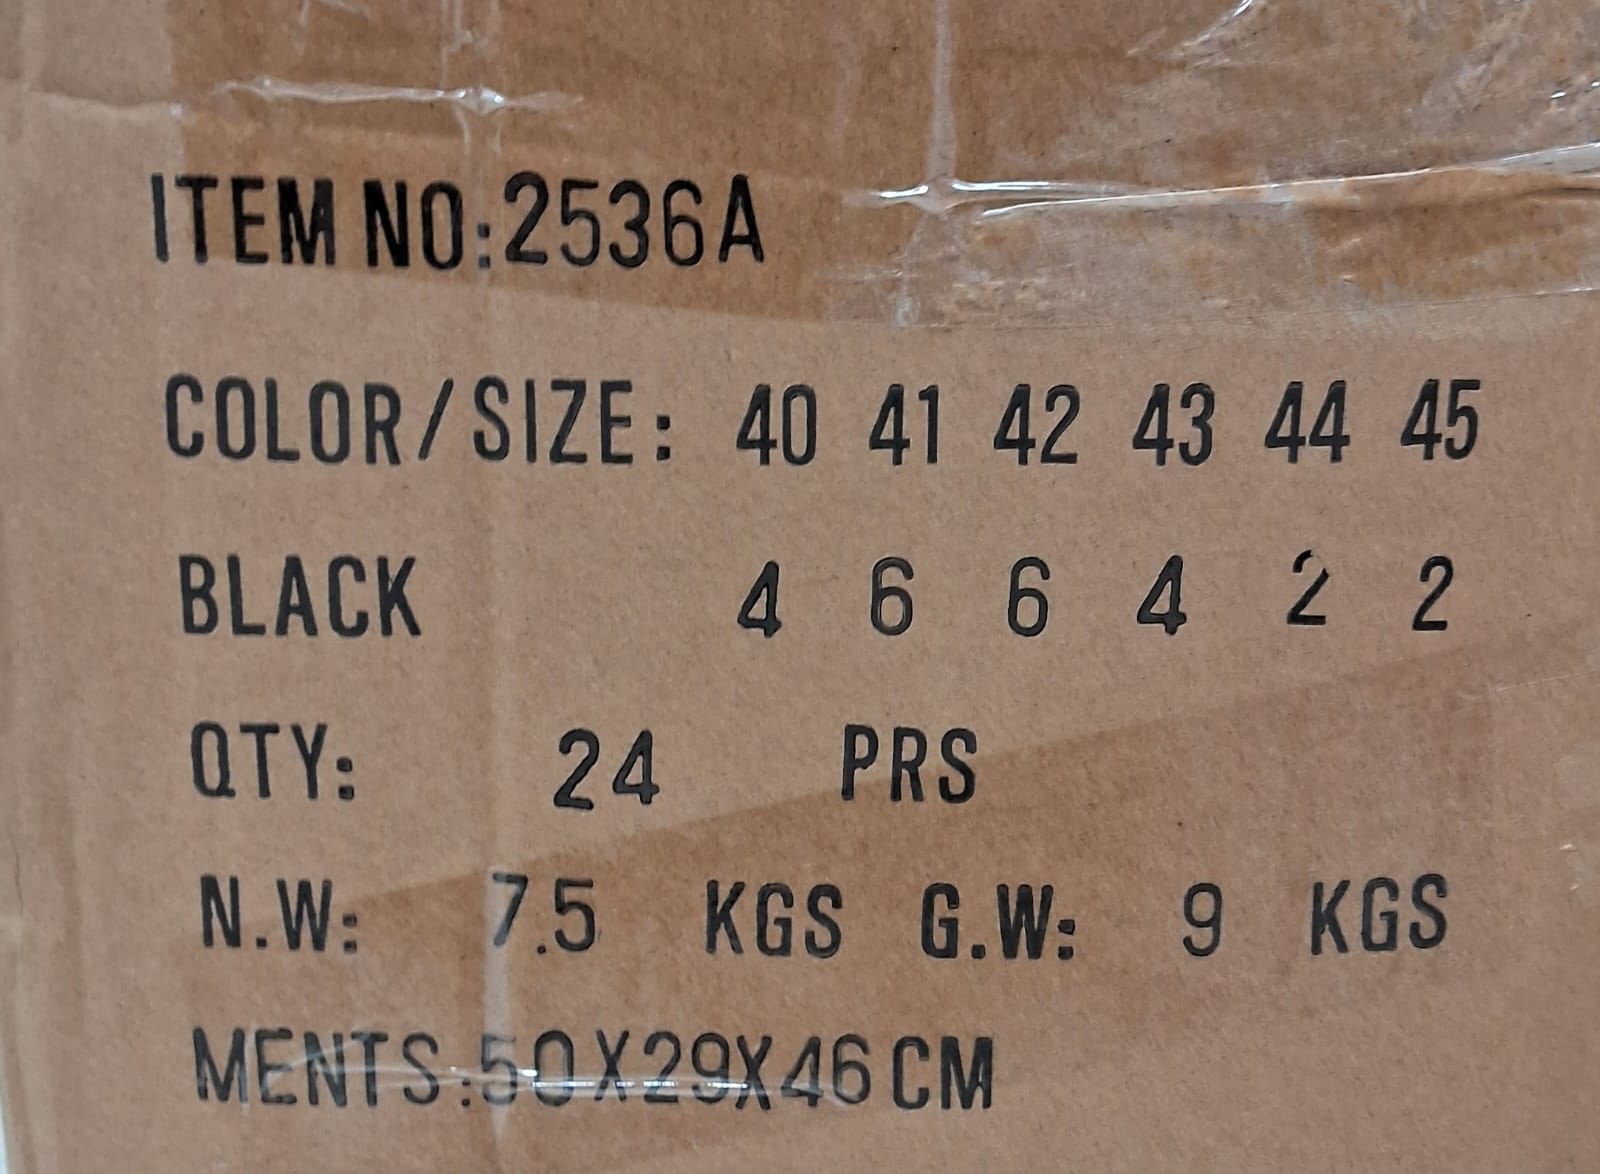 ITEM NO:2536A
COLOR/SIZE: 40 41 42 43 44 45
BLACK 4 6 6 4 2 2
QTY: 24 PRS
N.W: 7.5 KGS G.W: 9 KGS
MENTS:50X29X46CM